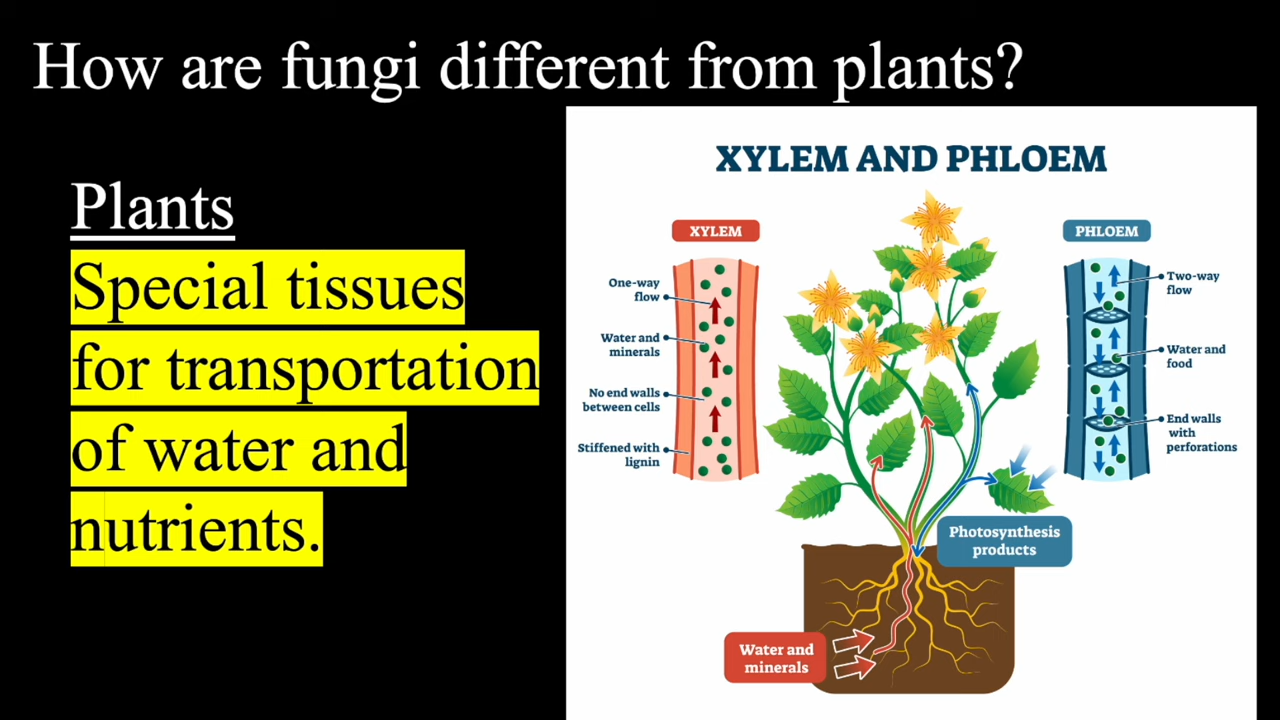 How are fungi different from plants?
Plants
Special tissues
for transportation
of water and
nutrients.
XYLEM AND PHLOEM
XYLEM
One-way
flow
Water and
minerals
No end walls
between cells
Stiffened with
lignin
PHLOEM
Two-way
flow
Water and
food
End walls
with
perforations
Photosynthesis
products
Water and
minerals